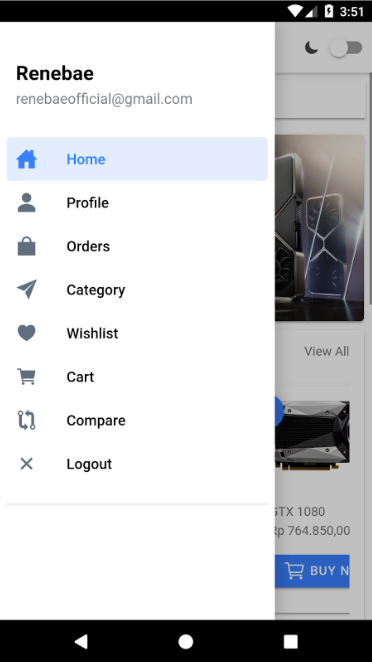 3:51
Renebae
renebaeofficial@gmail.com
Home
Profile
Orders
Category
Wishlist
View All
Cart
Compare
Logout
GTX 1080
Rp 764.850,00
BUY N